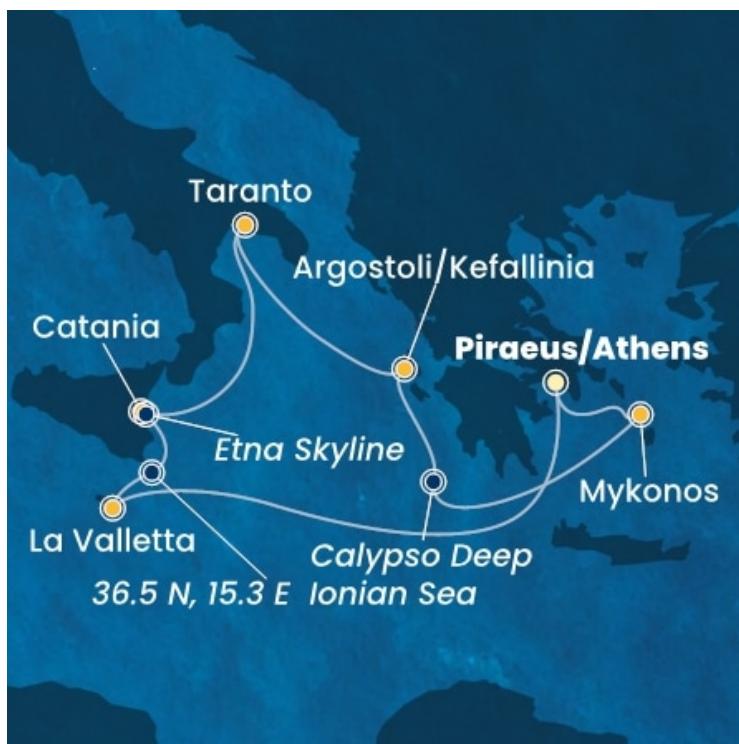 Taranto
Argostoli/Kefallinia
Catania
Piraeus/Athens
Etna Skyline
Mykonos
La Valletta
Calypso Deep
Ionian Sea
36.5 N, 15.3 E